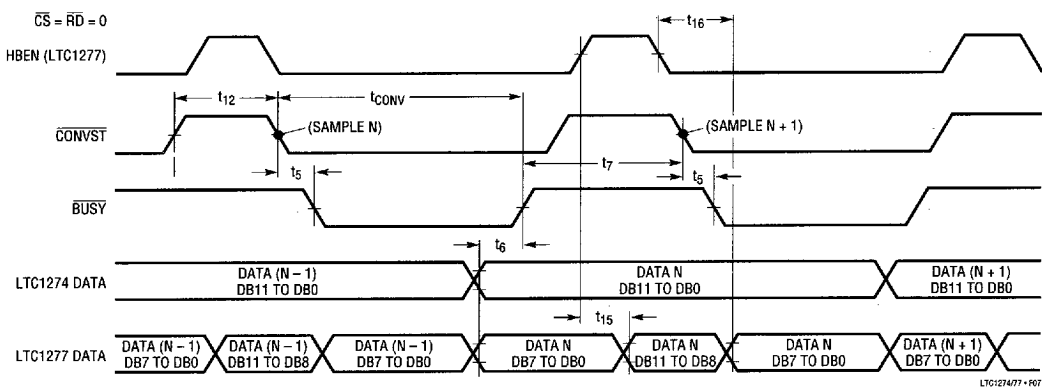 CS = RD = 0
HBEN (LTC1277)
t16
t12
tCONV
CONVST
(SAMPLE N)
(SAMPLE N + 1)
t7
t5
t5
BUSY
t6
LTC1274 DATA
DATA (N – 1)
DB11 TO DB0
DATA N
DB11 TO DB0
DATA (N + 1)
DB11 TO DB0
t15
LTC1277 DATA
DATA (N – 1)
DB7 TO DB0
DATA (N – 1)
DB11 TO DB8
DATA (N – 1)
DB7 TO DB0
DATA N
DB7 TO DB0
DATA N
DB11 TO DB8
DATA N
DB7 TO DB0
DATA (N + 1)
DB7 TO DB0
LTC1274/77 • F07